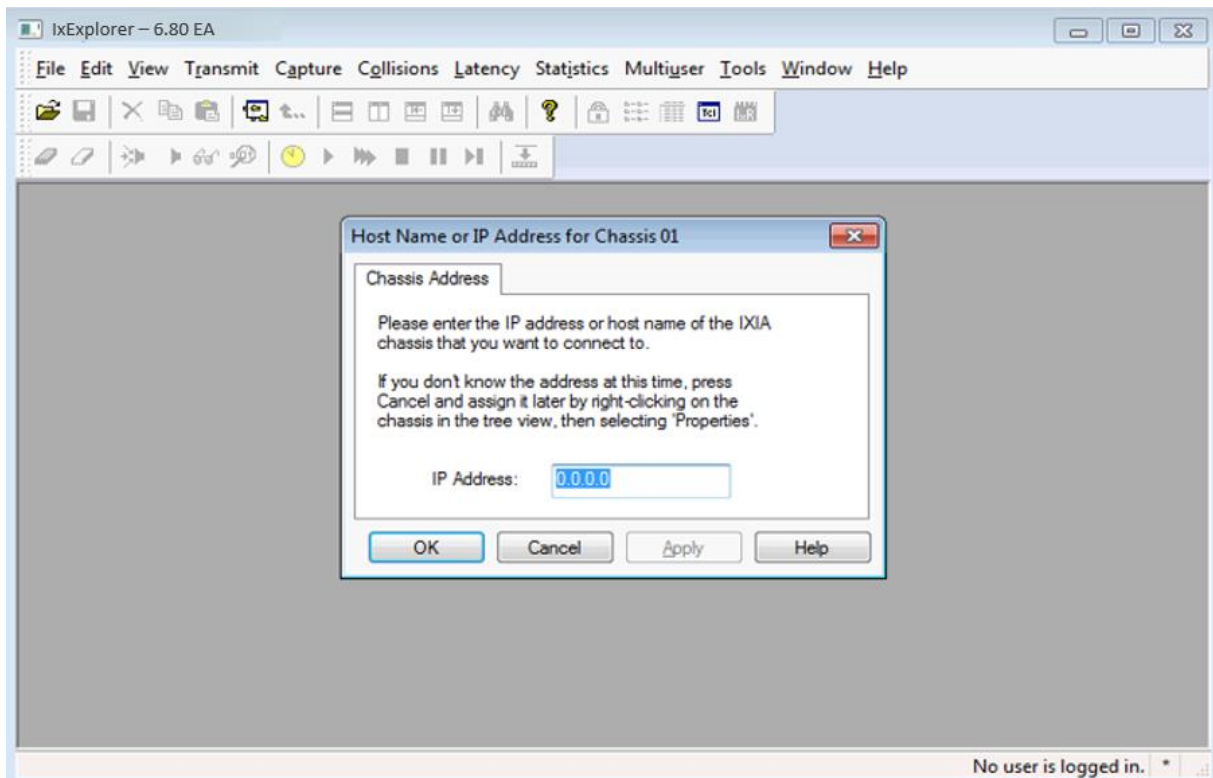 IxExplorer – 6.80 EA
File Edit View Transmit Capture Collisions Latency Statistics Multiuser Tools Window Help
Tcl
Host Name or IP Address for Chassis 01
Chassis Address
Please enter the IP address or host name of the IXIA
chassis that you want to connect to.
If you don't know the address at this time, press
Cancel and assign it later by right-clicking on the
chassis in the tree view, then selecting 'Properties'.
IP Address: 0.0.0.0
OK Cancel Apply Help
No user is logged in. *